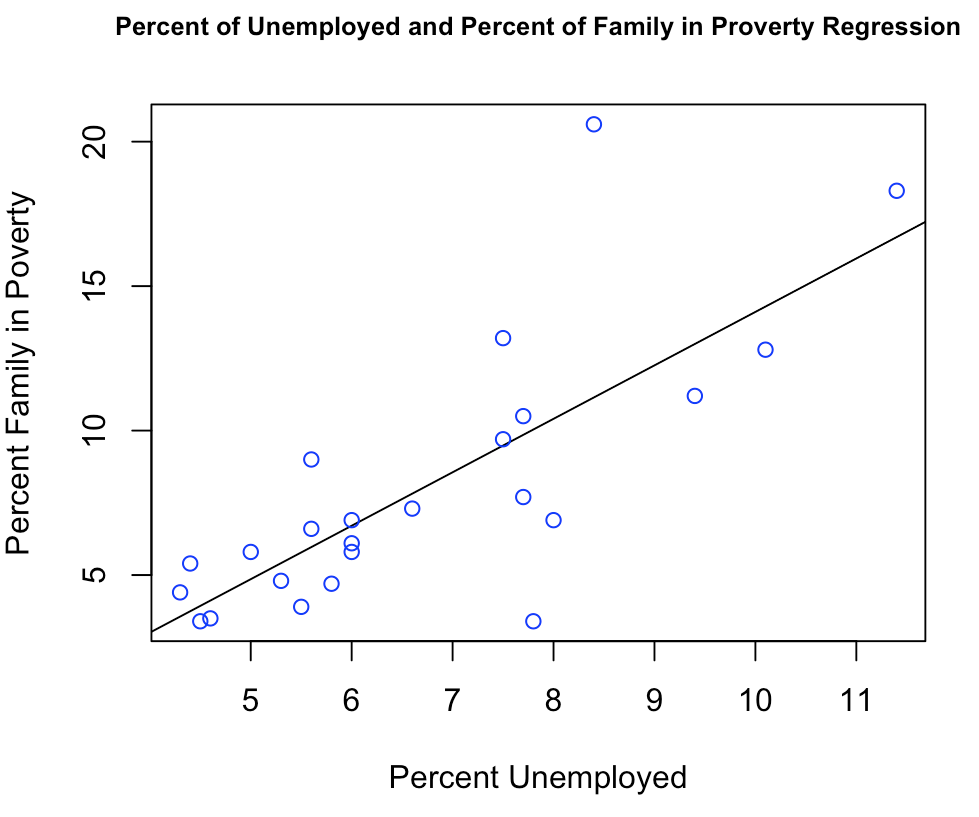 Percent of Unemployed and Percent of Family in Proverty Regression
Percent Family in Poverty
20
15
10
5
5 6 7 8 9 10 11
Percent Unemployed